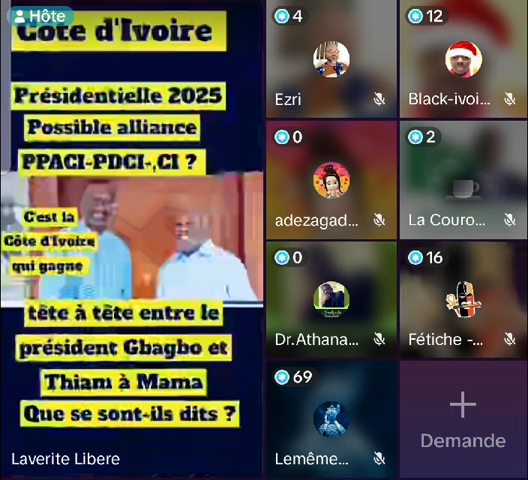 Hôte
Côte d'Ivoire
Présidentielle 2025
Possible alliance
PPACI-PDCI-,CI ?
C'est la
Côte d'Ivoire
qui gagne
tête à tête entre le
président Gbagbo et
Thiam à Mama
Que se sont-ils dits ?
Laverite Libere
4
Ezri
12
Black-ivoi...
0
adezagad...
2
La Couro...
0
Dr.Athana...
16
Fétiche -...
69
Lemême...
+
Demande